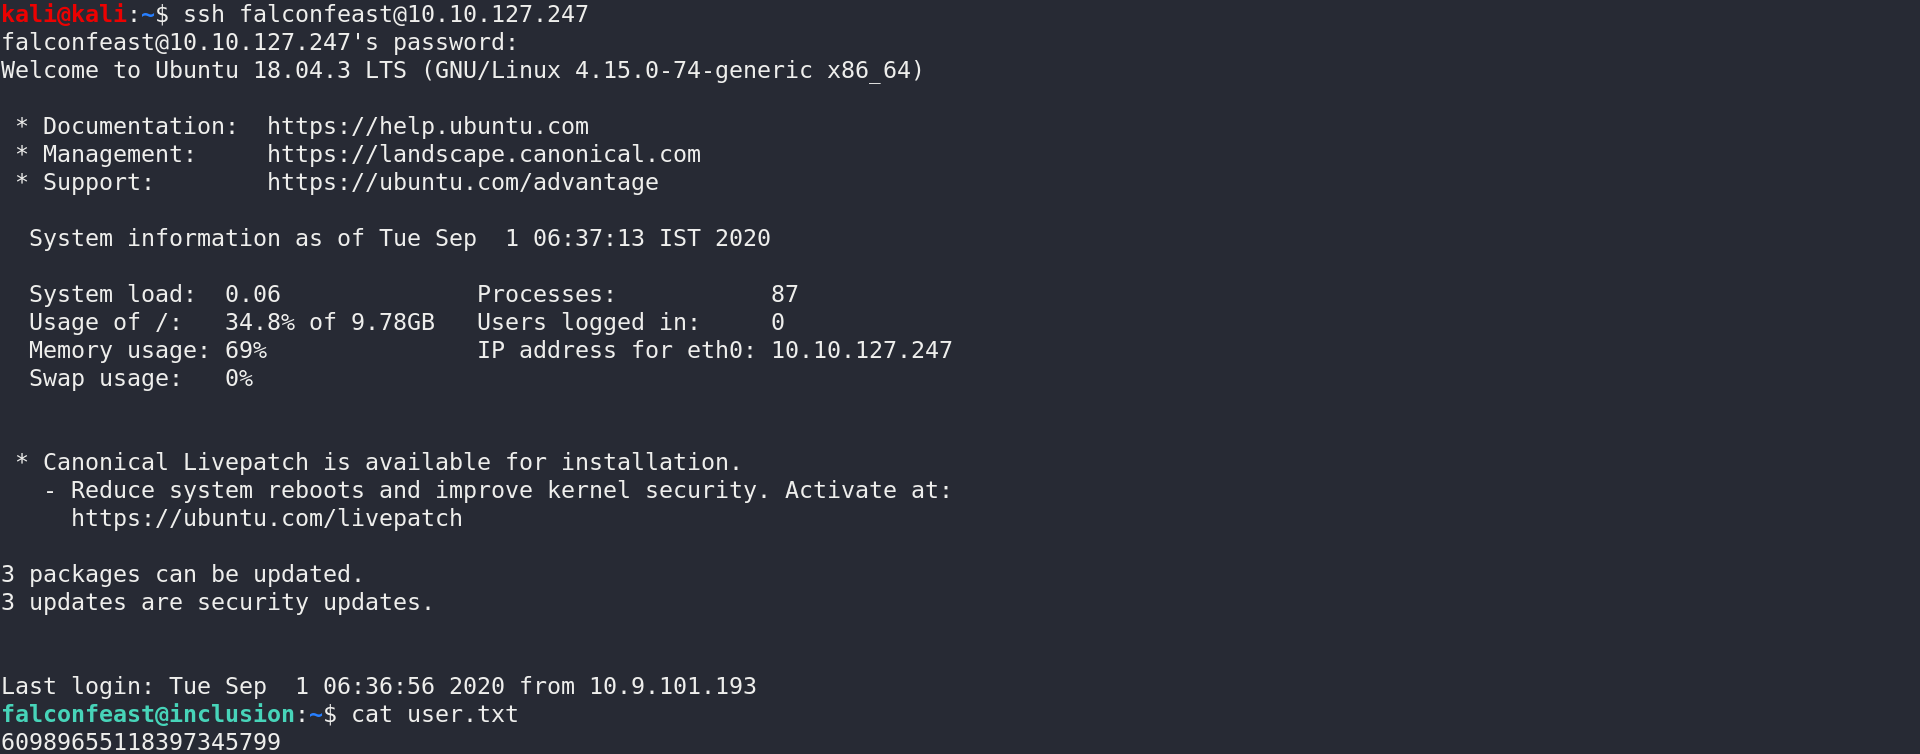 kali@kali:~$ ssh falconfeast@10.10.127.247
falconfeast@10.10.127.247's password:
Welcome to Ubuntu 18.04.3 LTS (GNU/Linux 4.15.0-74-generic x86_64)

 * Documentation:  https://help.ubuntu.com
 * Management:     https://landscape.canonical.com
 * Support:        https://ubuntu.com/advantage

  System information as of Tue Sep  1 06:37:13 IST 2020

  System load:  0.06              Processes:           87
  Usage of /:   34.8% of 9.78GB   Users logged in:     0
  Memory usage: 69%               IP address for eth0: 10.10.127.247
  Swap usage:   0%


 * Canonical Livepatch is available for installation.
   - Reduce system reboots and improve kernel security. Activate at:
     https://ubuntu.com/livepatch

3 packages can be updated.
3 updates are security updates.


Last login: Tue Sep  1 06:36:56 2020 from 10.9.101.193
falconfeast@inclusion:~$ cat user.txt
60989655118397345799